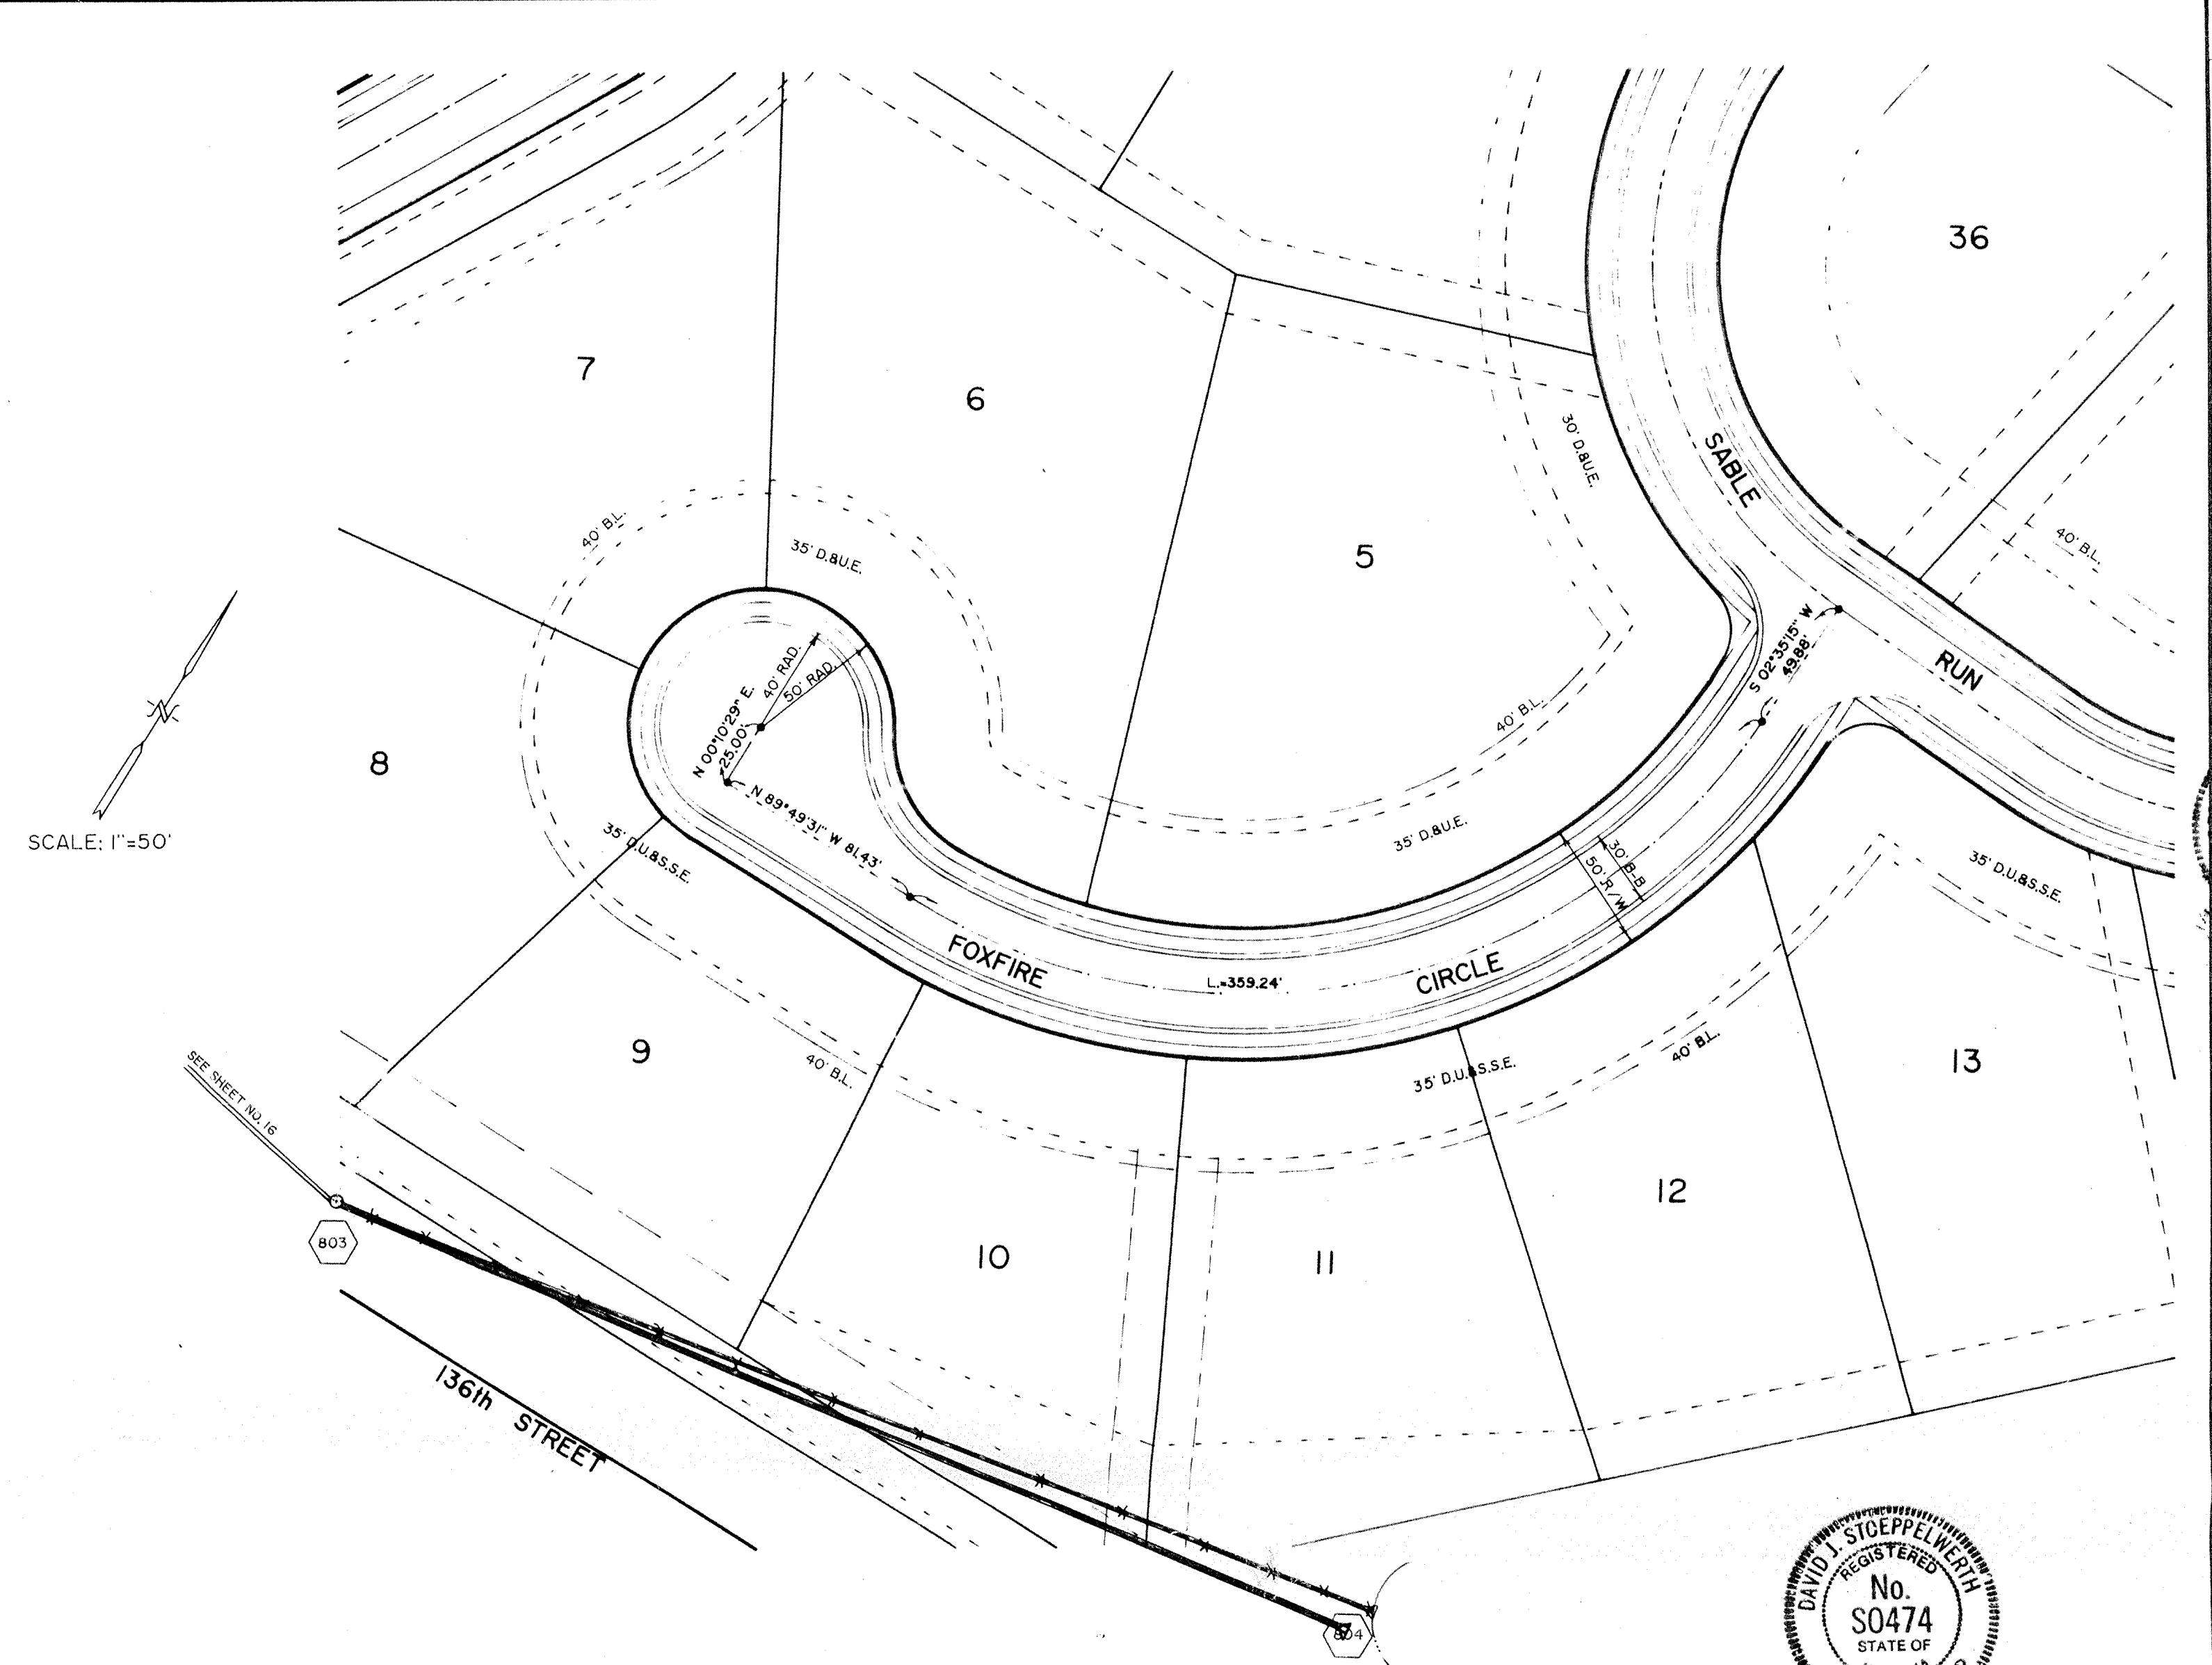 36
7
6
30' D.&U.E.
SABLE
40' B.L.
35' D.&U.E.
5
40' B.L.
S 02°35'15" W
49.88'
RUN
40' RAD.
50' RAD.
N 00°10'29" E.
25.00'
40' B.L.
8
N 89°49'31" W 81.43'
SCALE: 1"=50'
35' D.U.&S.S.E.
35' D.&U.E.
30' B-B
50' R/W
35' D.U.&S.S.E.
FOXFIRE
L.=359.24'
CIRCLE
9
40' B.L.
35' D.U.&S.S.E.
40' B.L.
13
SEE SHEET NO. 16
12
803
10
11
136th STREET
804
DAVID J. STOEPPELWERTH
REGISTERED
No.
S0474
STATE OF
N